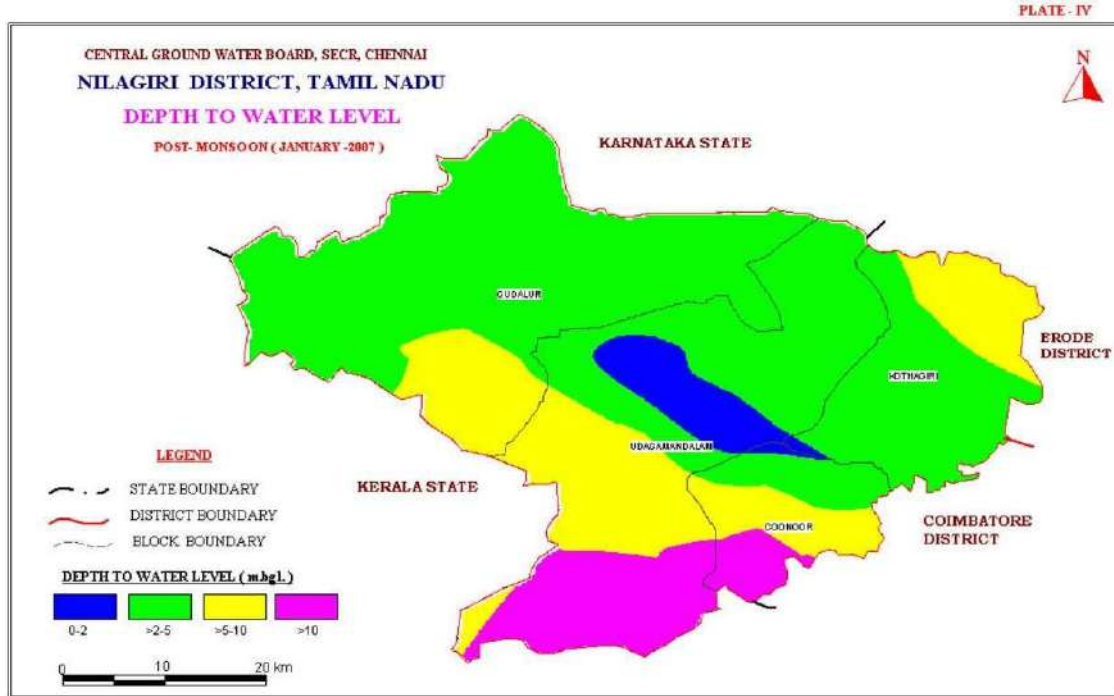 PLATE - IV
CENTRAL GROUND WATER BOARD, SECR, CHENNAI
NILAGIRI DISTRICT, TAMIL NADU
DEPTH TO WATER LEVEL
POST- MONSOON ( JANUARY -2007 )
N
KARNATAKA STATE
GUDALUR
ERODE
DISTRICT
KOTHAGIRI
UDAGAMANDALAM
KERALA STATE
COONOOR
COIMBATORE
DISTRICT
LEGEND
STATE BOUNDARY
DISTRICT BOUNDARY
BLOCK BOUNDARY
DEPTH TO WATER LEVEL ( m.bgl. )
0-2 >2-5 >5-10 >10
0 10 20 km